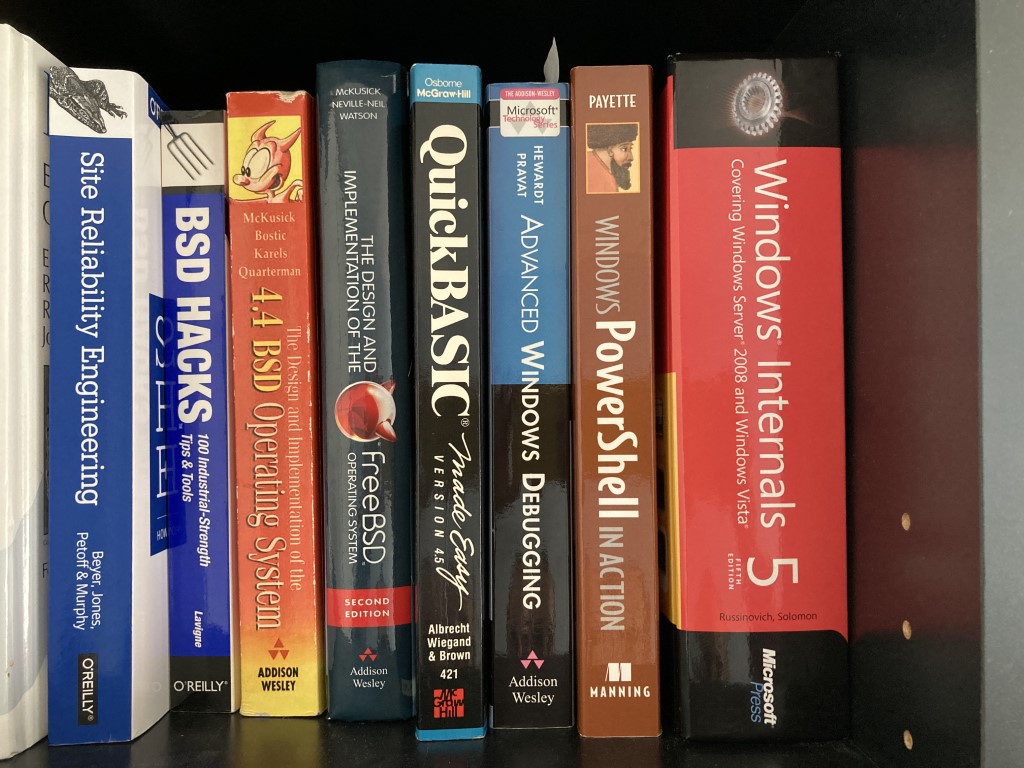 Site Reliability Engineering
Beyer, Jones,
Petoff & Murphy
O'REILLY®
BSD HACKS
100 Industrial-Strength
Tips & Tools
Lavigne
O'REILLY®
McKusick
Bostic
Karels
Quarterman
The Design and Implementation of the
4.4 BSD Operating System
ADDISON
WESLEY
McKUSICK
NEVILLE-NEIL
WATSON
THE DESIGN AND
IMPLEMENTATION OF THE
FreeBSD
OPERATING SYSTEM
SECOND
EDITION
Addison
Wesley
Osborne
McGraw-Hill
QuickBASIC®
Made Easy
VERSION 4.5
Albrecht
Wiegand
& Brown
421
Mc
Graw
Hill
THE ADDISON-WESLEY
Microsoft®
Technology
Series
HEWARDT
PRAVAT
ADVANCED WINDOWS DEBUGGING
Addison
Wesley
PAYETTE
WINDOWS PowerShell IN ACTION
MANNING
Windows® Internals
Covering Windows Server® 2008 and Windows Vista®
5
FIFTH
EDITION
Russinovich, Solomon
Microsoft
Press